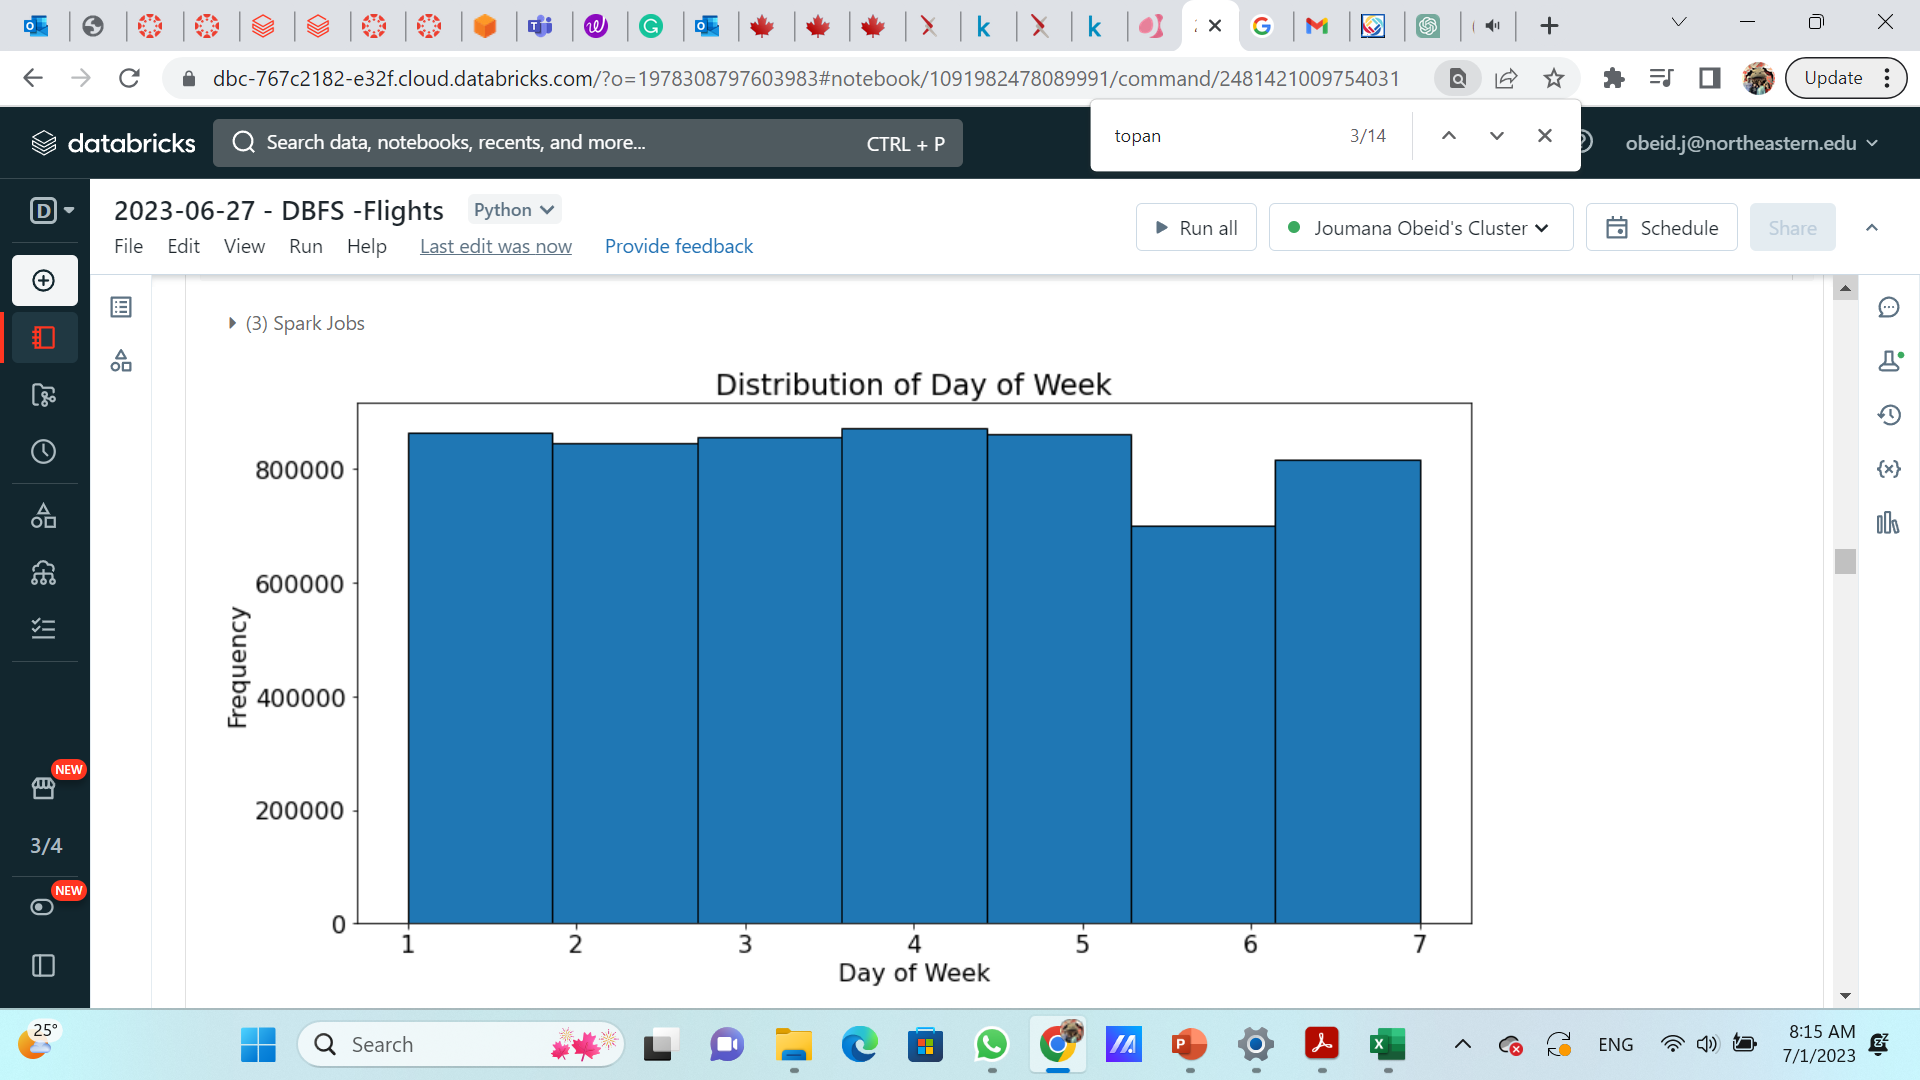 dbc-767c2182-e32f.cloud.databricks.com/?o=1978308797603983#notebook/1091982478089991/command/2481421009754031
Update
topan 3/14
databricks
Search data, notebooks, recents, and more... CTRL + P
obeid.j@northeastern.edu
D
2023-06-27 - DBFS -Flights Python
File Edit View Run Help Last edit was now Provide feedback
Run all
Joumana Obeid's Cluster
Schedule
Share
(3) Spark Jobs
Distribution of Day of Week
800000
600000
400000
200000
0
Frequency
1 2 3 4 5 6 7
Day of Week
NEW
3/4
NEW
25°
Search
ENG
8:15 AM
7/1/2023